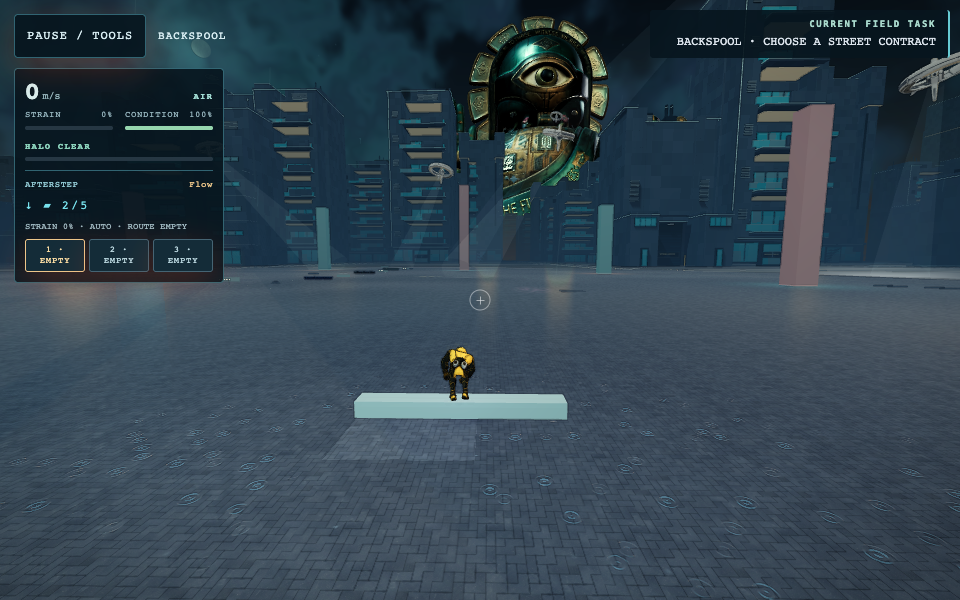 PAUSE / TOOLS
BACKSPOOL
CURRENT FIELD TASK
BACKSPOOL · CHOOSE A STREET CONTRACT
0 m/s
AIR
STRAIN 0%
CONDITION 100%
HALO CLEAR
AFTERSTEP
Flow
↓ ▰ 2/5
STRAIN 0% · AUTO · ROUTE EMPTY
1 · EMPTY
2 · EMPTY
3 · EMPTY